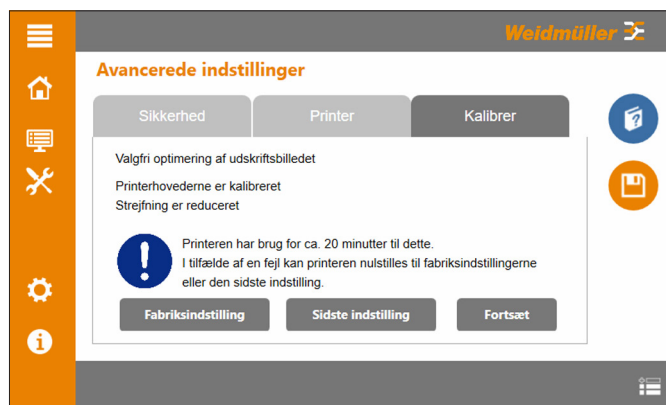 Weidmüller
Avancerede indstillinger
Sikkerhed
Printer
Kalibrer
Valgfri optimering af udskriftsbilledet
Printerhovederne er kalibreret
Strejfning er reduceret
Printeren har brug for ca. 20 minutter til dette.
I tilfælde af en fejl kan printeren nulstilles til fabriksindstillingerne
eller den sidste indstilling.
Fabriksindstilling
Sidste indstilling
Fortsæt